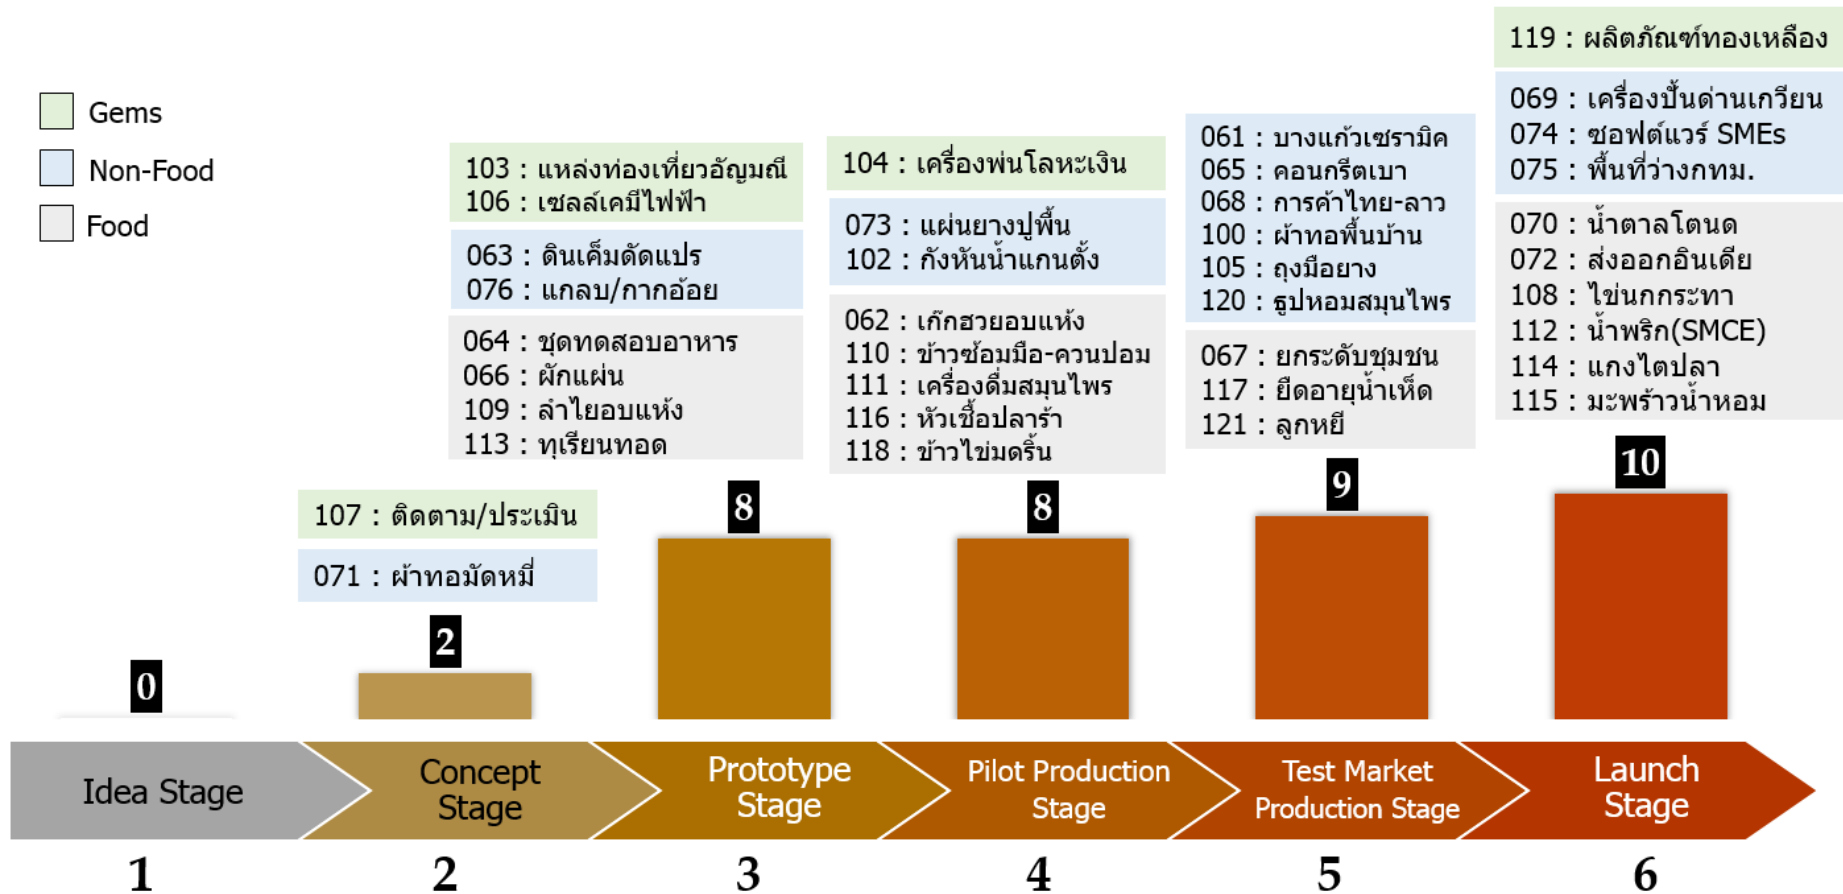 Gems
Non-Food
Food
107 : ติดตาม/ประเมิน
071 : ผ้าทอมัดหมี่
103 : แหล่งท่องเที่ยวอัญมณี
106 : เซลล์เคมีไฟฟ้า
063 : ดินเค็มดัดแปร
076 : แกลบ/กากอ้อย
064 : ชุดทดสอบอาหาร
066 : ผักแผ่น
109 : ลำไยอบแห้ง
113 : ทุเรียนทอด
104 : เครื่องพ่นโลหะเงิน
073 : แผ่นยางปูพื้น
102 : กังหันน้ำแกนตั้ง
062 : เก๊กฮวยอบแห้ง
110 : ข้าวซ้อมมือ-ควนปอม
111 : เครื่องดื่มสมุนไพร
116 : หัวเชื้อปลาร้า
118 : ข้าวไข่มดริ้น
061 : บางแก้วเซรามิค
065 : คอนกรีตเบา
068 : การค้าไทย-ลาว
100 : ผ้าทอพื้นบ้าน
105 : ถุงมือยาง
120 : ธูปหอมสมุนไพร
067 : ยกระดับชุมชน
117 : ยืดอายุน้ำเห็ด
121 : ลูกหยี
119 : ผลิตภัณฑ์ทองเหลือง
069 : เครื่องปั้นด่านเกวียน
074 : ซอฟต์แวร์ SMEs
075 : พื้นที่ว่างกทม.
070 : น้ำตาลโตนด
072 : ส่งออกอินเดีย
108 : ไข่นกกระทา
112 : น้ำพริก(SMCE)
114 : แกงไตปลา
115 : มะพร้าวน้ำหอม
0
2
8
8
9
10
Idea Stage
Concept
Stage
Prototype
Stage
Pilot Production
Stage
Test Market
Production Stage
Launch
Stage
1
2
3
4
5
6